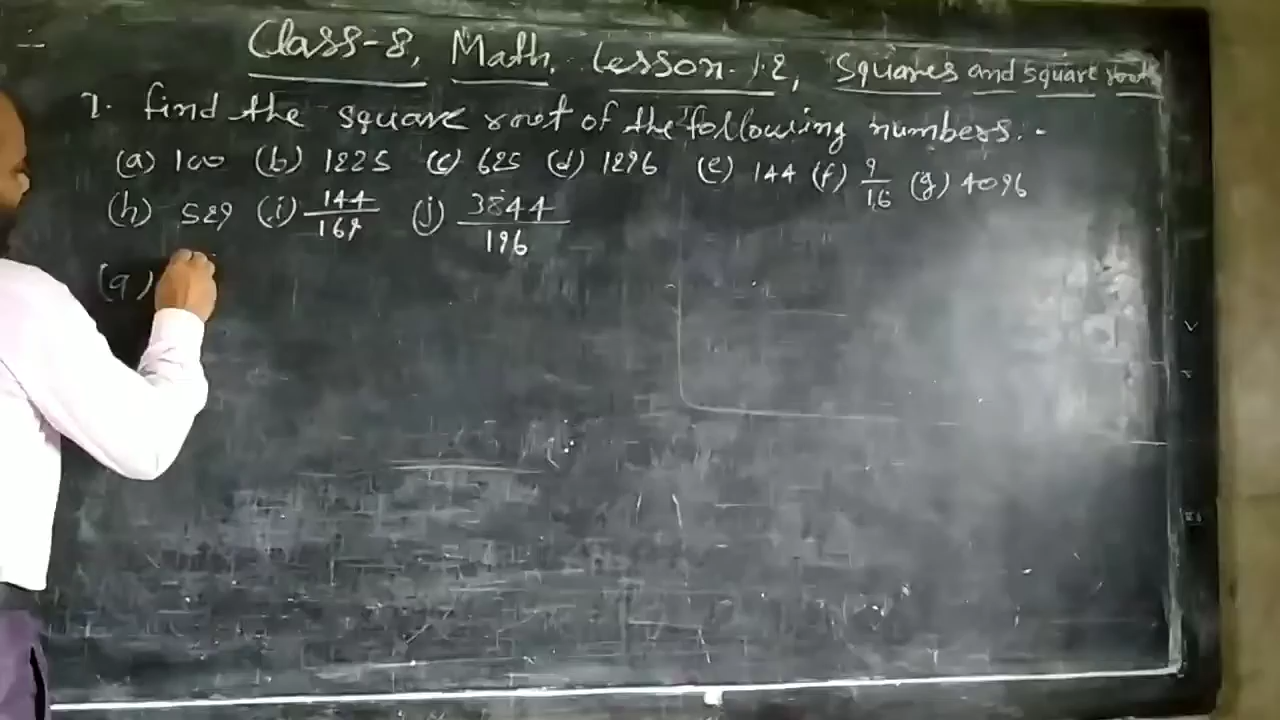 Class-8, Math, Lesson-1.2, Squares and square root
7. find the square root of the following numbers. -
(a) 100 (b) 1225 (c) 625 (d) 1296 (e) 144 (f) 9/16 (g) 4096
(h) 529 (i) 144/169 (j) 3844/196
(a)